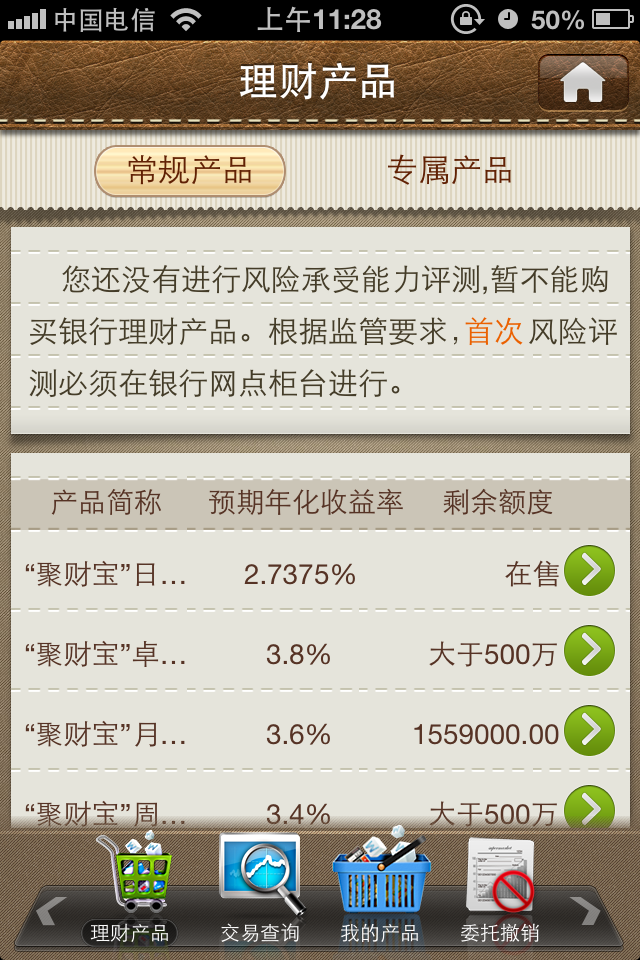 中国电信 上午11:28 50%
理财产品
常规产品 专属产品
您还没有进行风险承受能力评测,暂不能购
买银行理财产品。根据监管要求,首次风险评
测必须在银行网点柜台进行。
产品简称 预期年化收益率 剩余额度
“聚财宝”日... 2.7375% 在售
“聚财宝”卓... 3.8% 大于500万
“聚财宝”月... 3.6% 1559000.00
“聚财宝”周... 3.4% 大于500万
理财产品 交易查询 我的产品 委托撤销